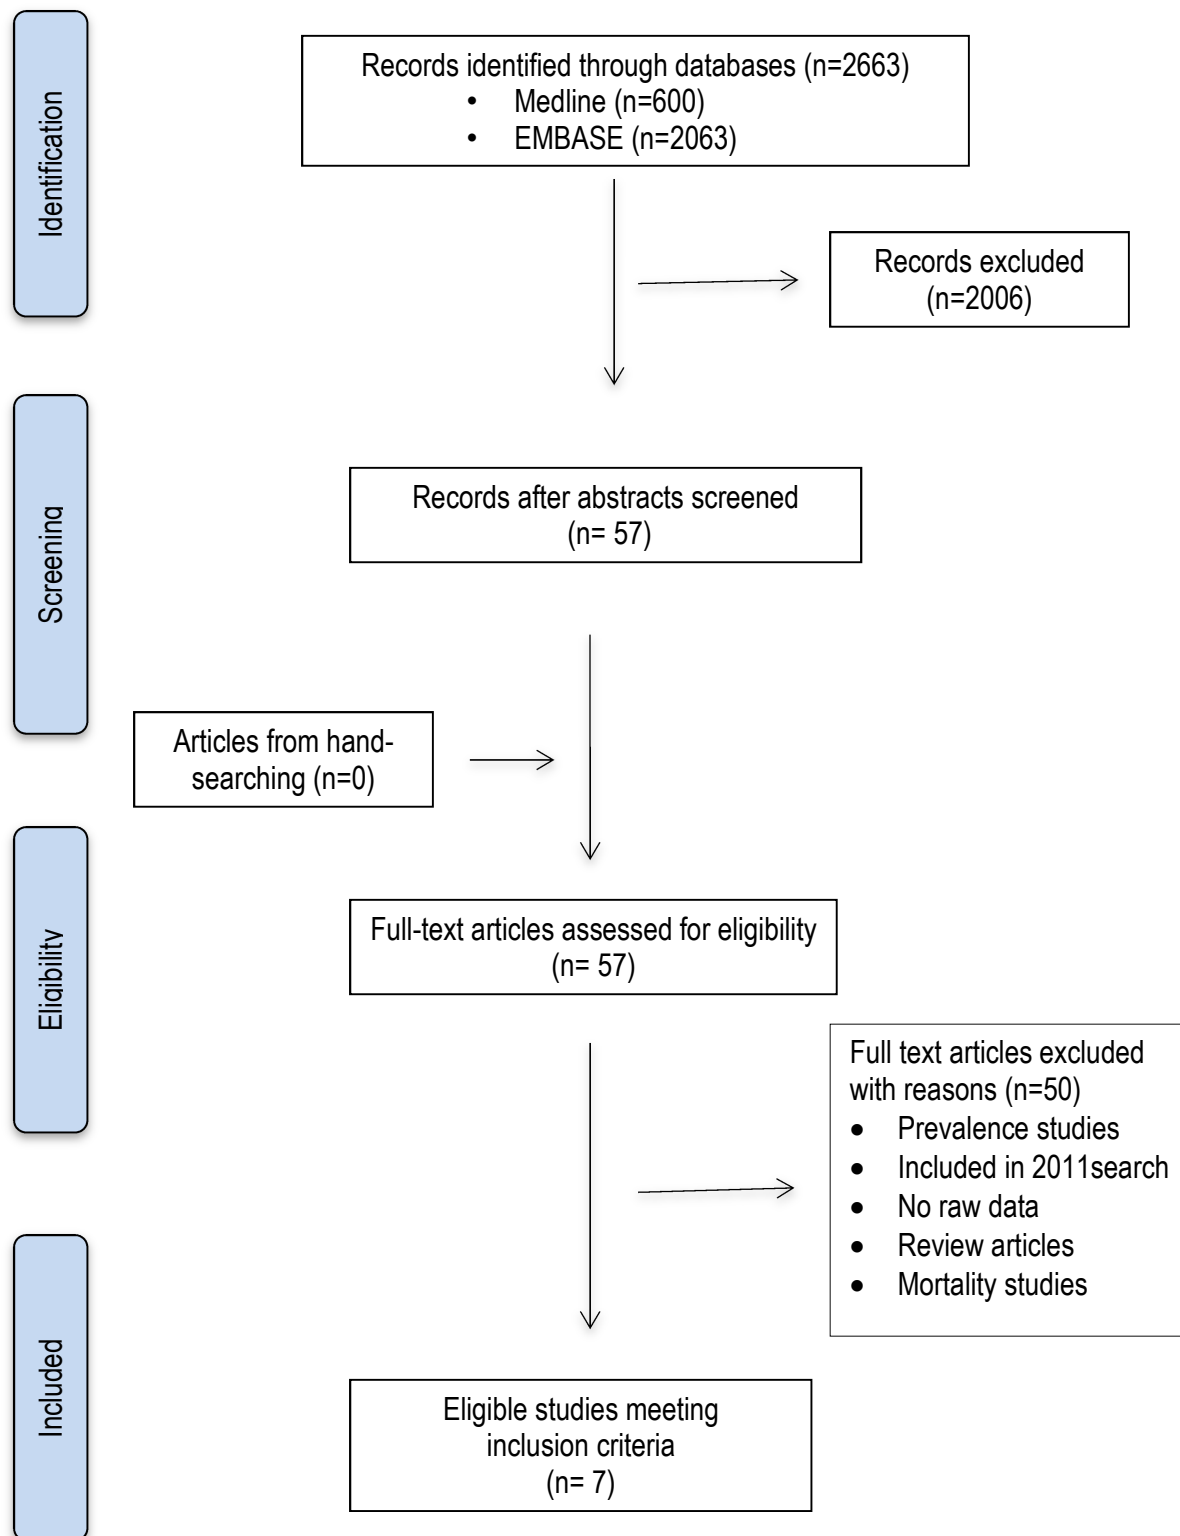 Identification
Records identified through databases (n=2663)
• Medline (n=600)
• EMBASE (n=2063)
Records excluded
(n=2006)
Screening
Records after abstracts screened
(n= 57)
Articles from hand-
searching (n=0)
Eligibility
Full-text articles assessed for eligibility
(n= 57)
Full text articles excluded
with reasons (n=50)
• Prevalence studies
• Included in 2011search
• No raw data
• Review articles
• Mortality studies
Included
Eligible studies meeting
inclusion criteria
(n= 7)